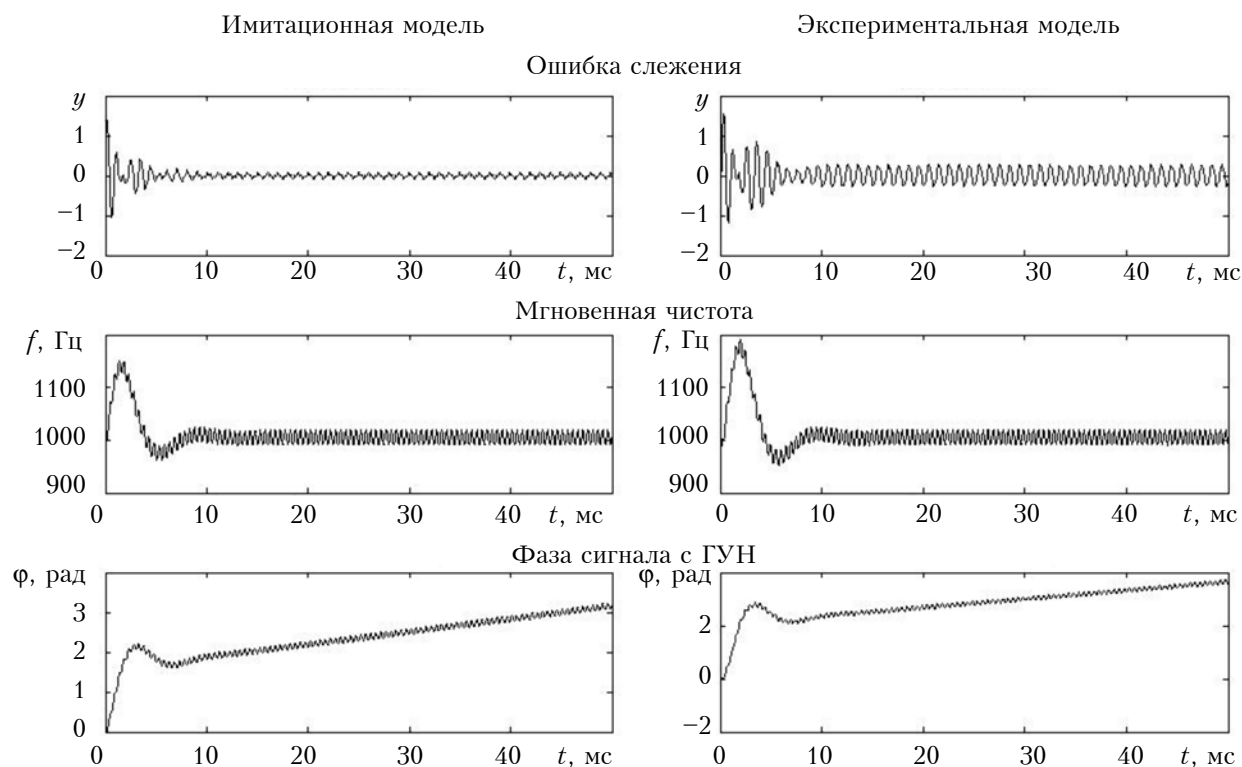 Имитационная модель
Экспериментальная модель
Ошибка слежения
y
1
0
−1
−2
0 10 20 30 40 t, мс
y
1
0
−1
−2
0 10 20 30 40 t, мс
Мгновенная чистота
f, Гц
1100
1000
900
0 10 20 30 40 t, мс
f, Гц
1100
1000
900
0 10 20 30 40 t, мс
Фаза сигнала с ГУН
φ, рад
3
2
1
0
0 10 20 30 40 t, мс
φ, рад
2
0
−2
0 10 20 30 40 t, мс